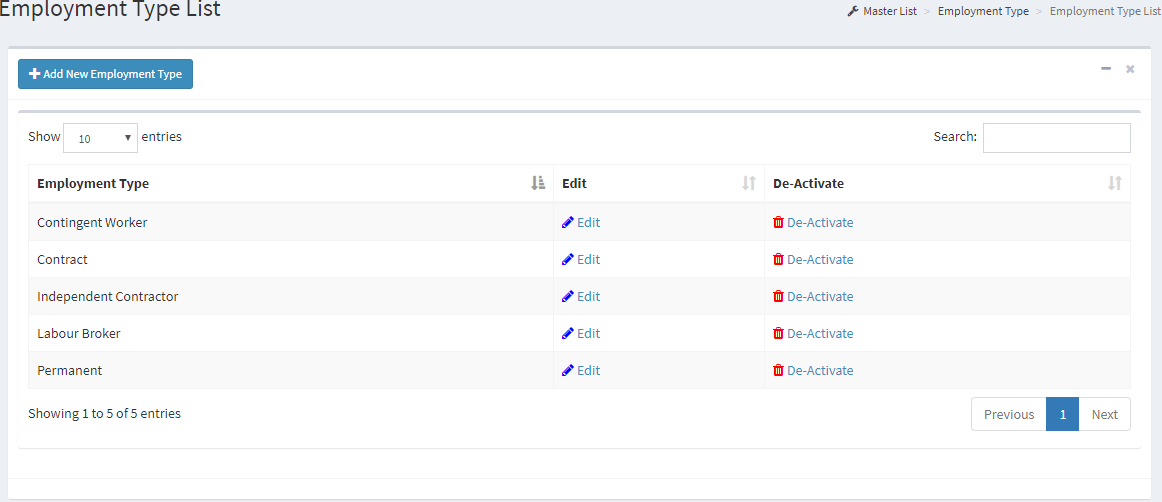 Employment Type List
Master List > Employment Type > Employment Type List
Add New Employment Type
Show 10 entries
Search:
Employment Type Edit De-Activate
Contingent Worker Edit De-Activate
Contract Edit De-Activate
Independent Contractor Edit De-Activate
Labour Broker Edit De-Activate
Permanent Edit De-Activate
Showing 1 to 5 of 5 entries
Previous 1 Next